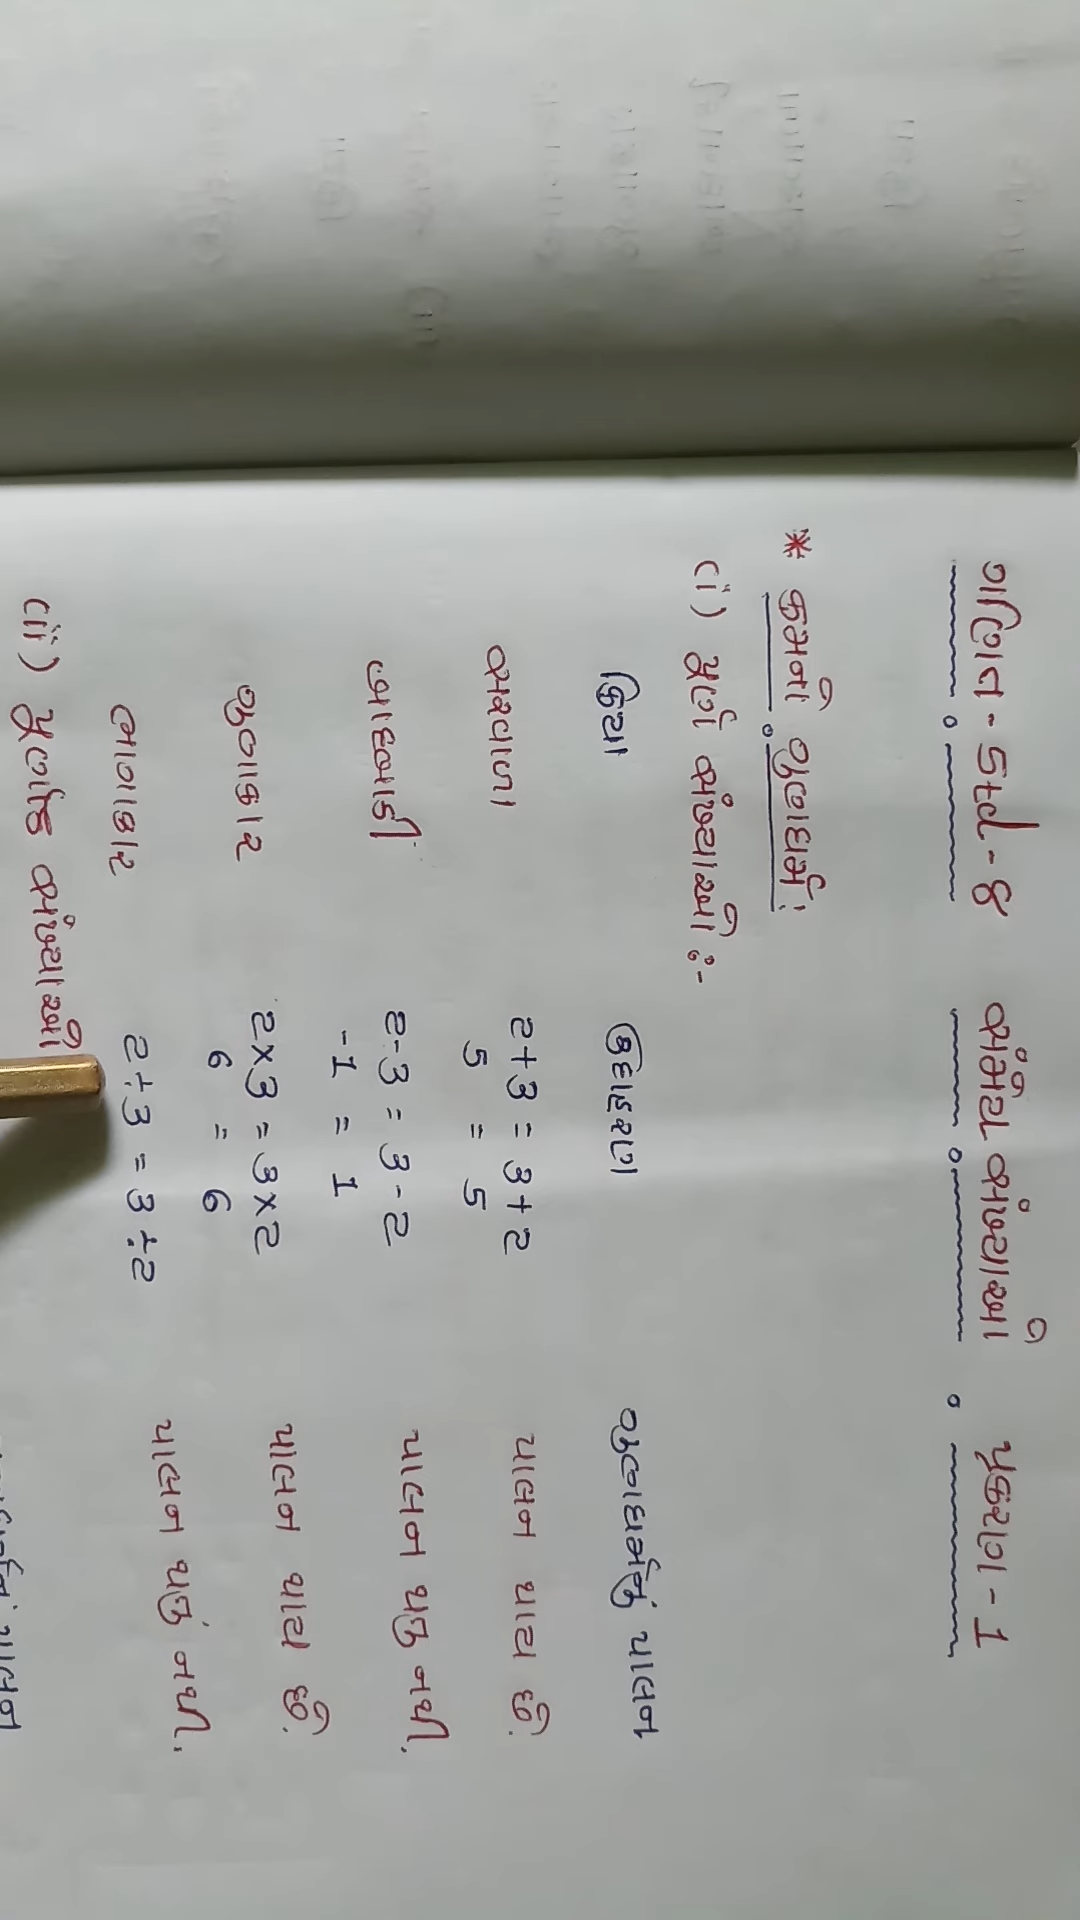 ગણિત - Std - 8 સંમેય સંખ્યાઓ પ્રકરણ - 1
* ક્રમનો ગુણધર્મ :
(i) પૂર્ણ સંખ્યાઓ :-
ક્રિયા ઉદાહરણ ગુણધર્મનું પાલન
સરવાળા 2+3 = 3+2 પાલન થાય છે.
5 = 5
બાદબાકી 2-3 = 3-2 પાલન થતુ નથી.
-1 = 1
ગુણાકાર 2×3 = 3×2 પાલન થાય છે.
6 = 6
ભાગાકાર 2÷3 = 3÷2 પાલન થતું નથી.
(ii) પૂર્ણાંક સંખ્યાઓ